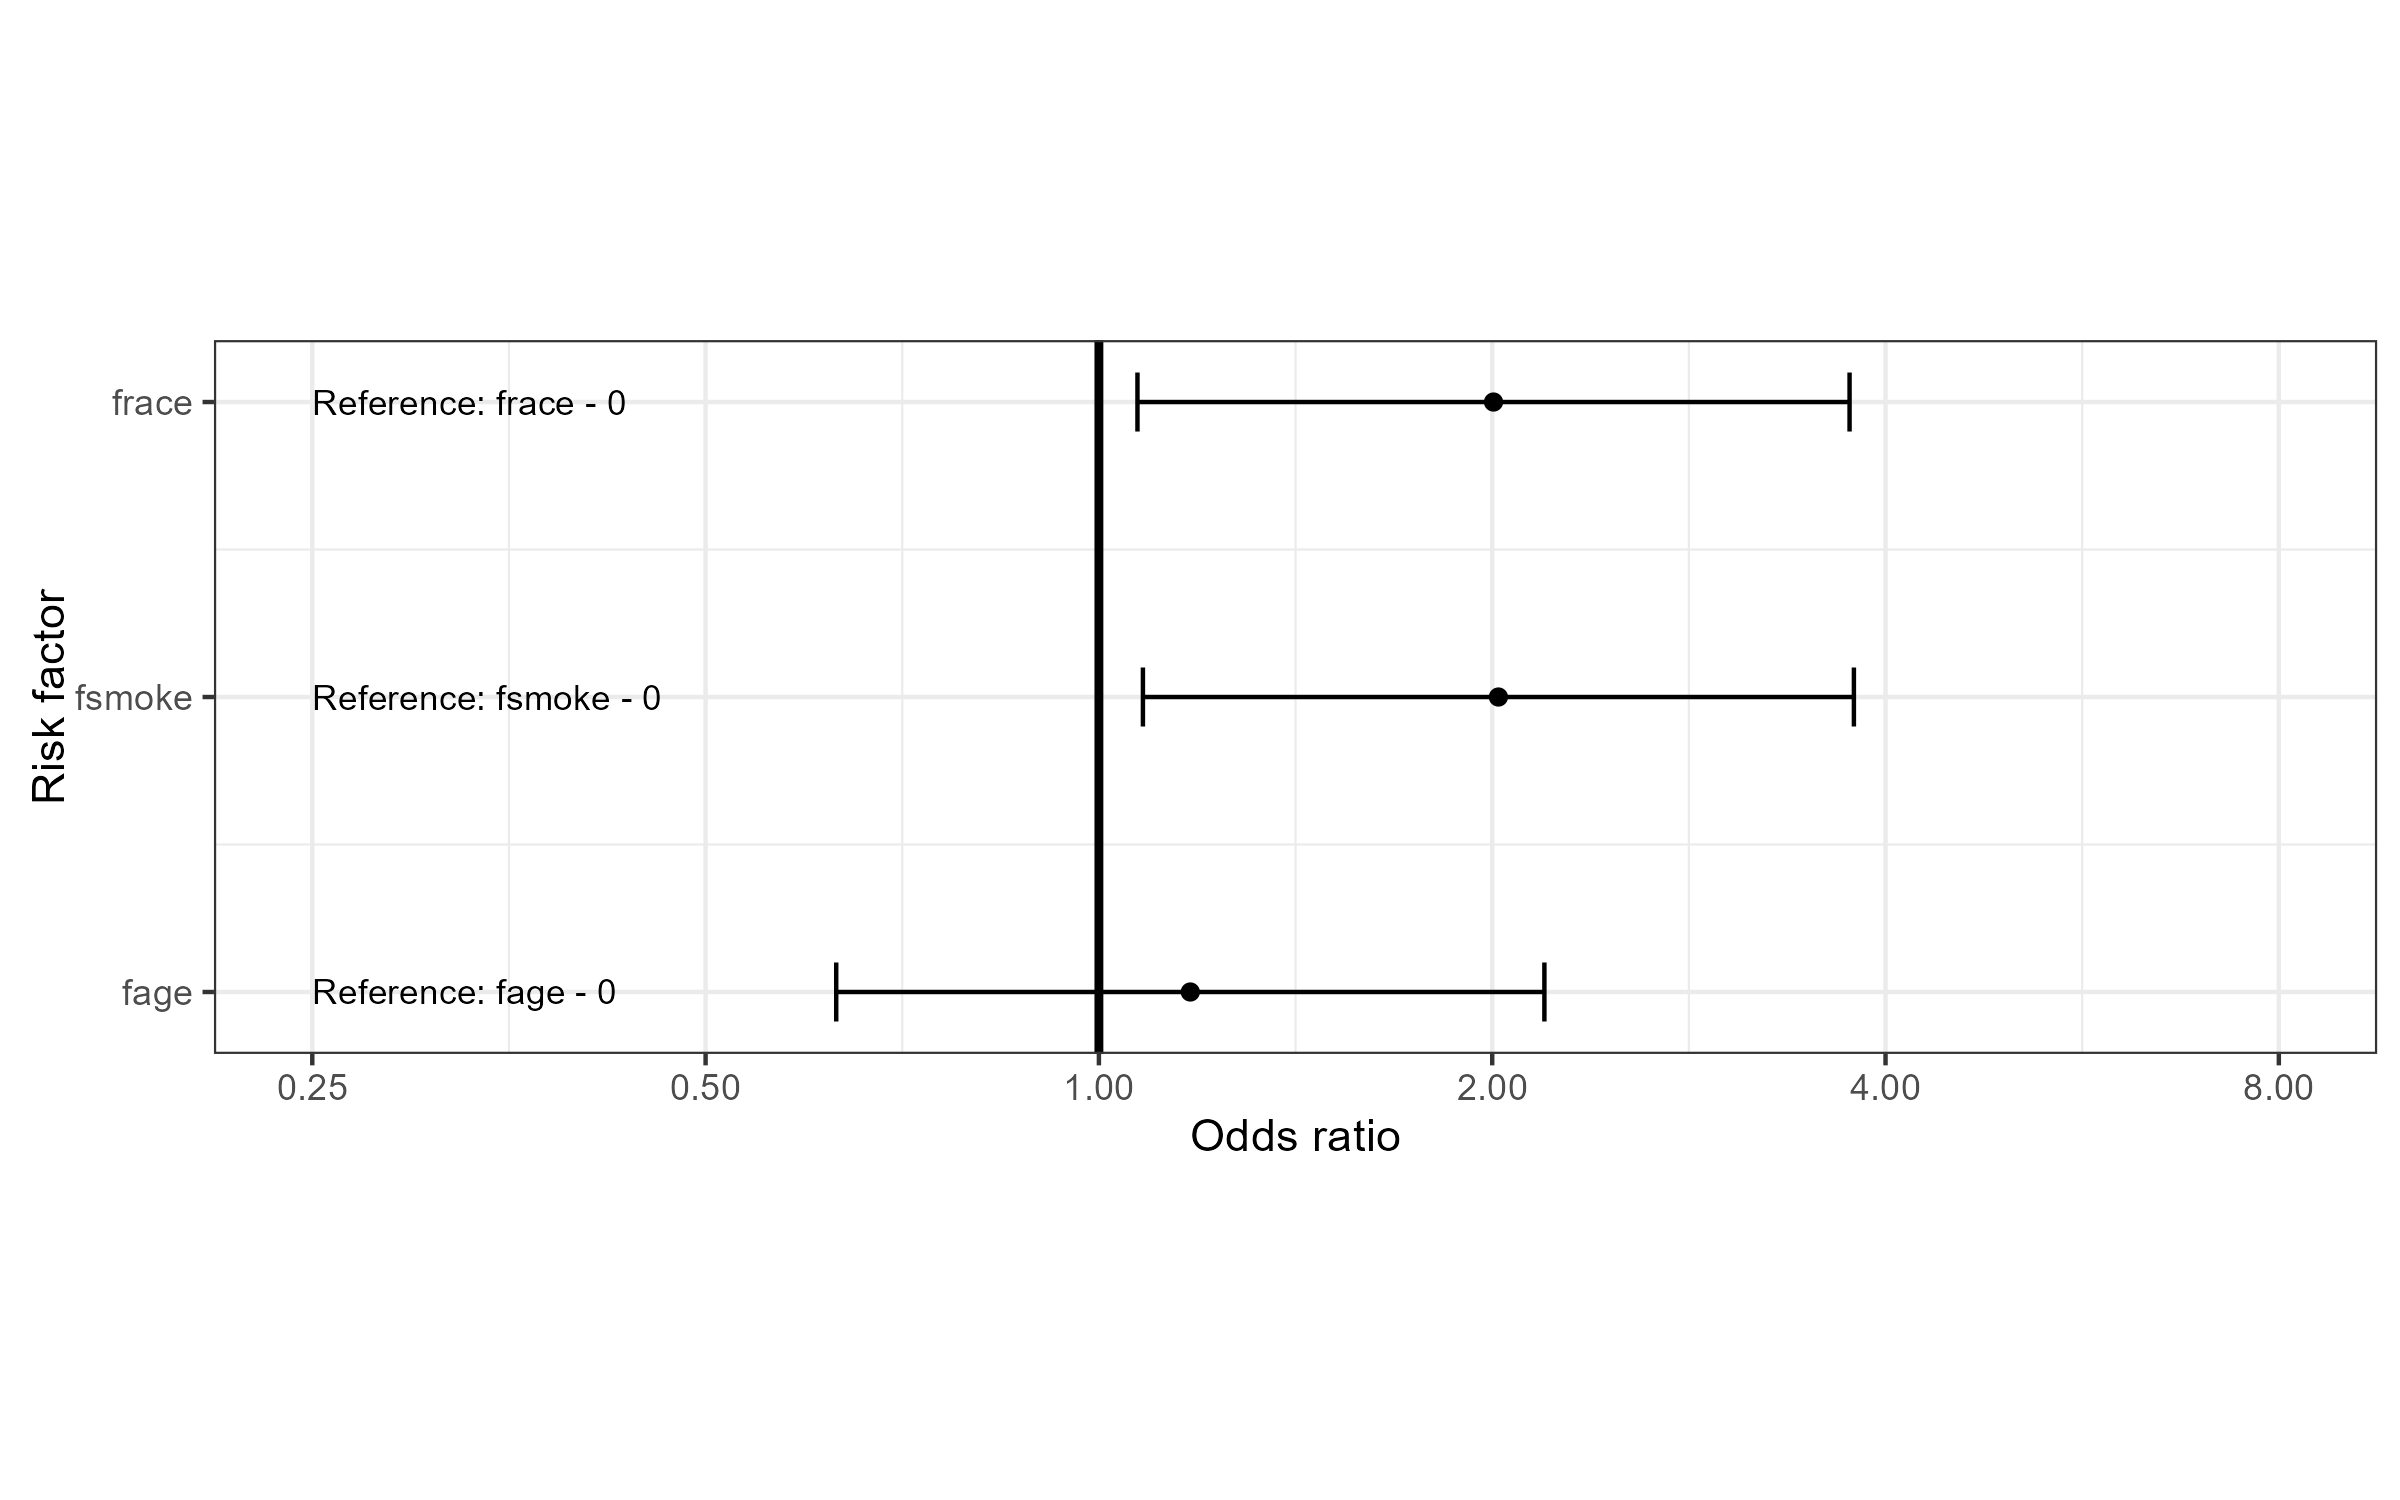 Risk factor
frace
Reference: frace - 0
fsmoke
Reference: fsmoke - 0
fage
Reference: fage - 0
0.25 0.50 1.00 2.00 4.00 8.00
Odds ratio